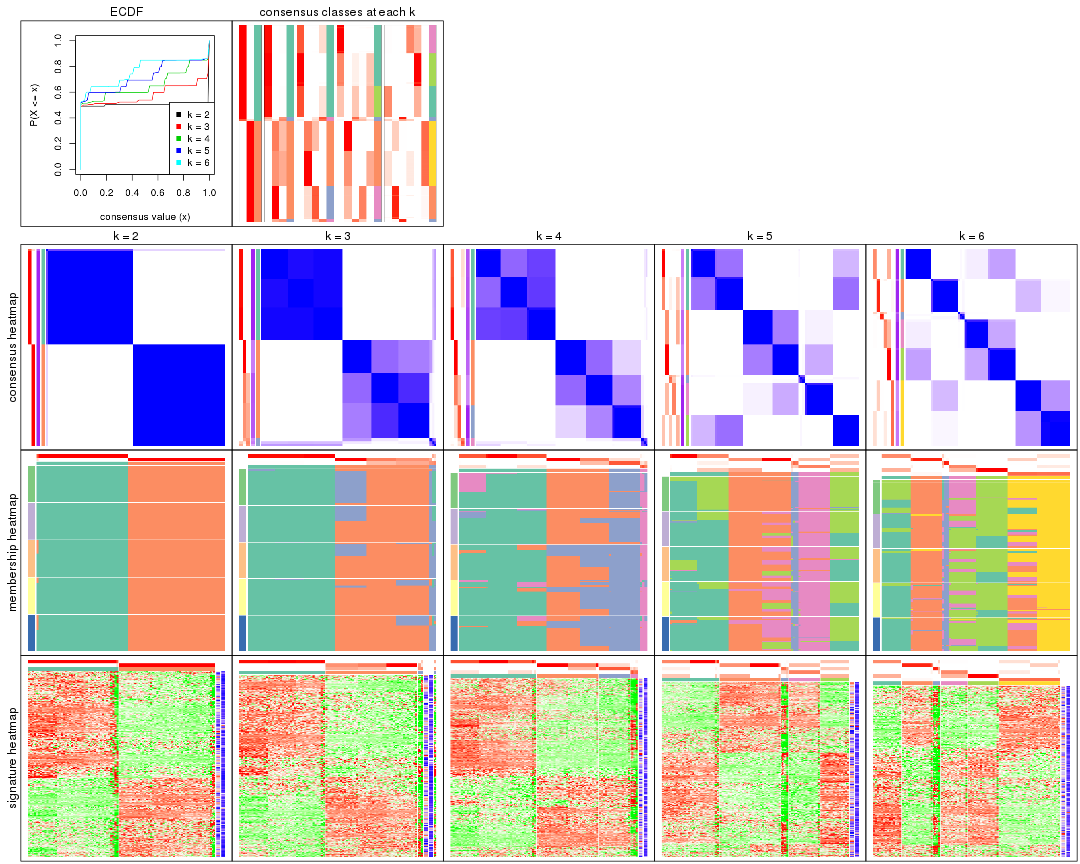 ECDF
consensus classes at each k
P(X <= x)
0.0 0.2 0.4 0.6 0.8 1.0
k = 2
k = 3
k = 4
k = 5
k = 6
0.0 0.2 0.4 0.6 0.8 1.0
consensus value (x)
k = 2
k = 3
k = 4
k = 5
k = 6
consensus heatmap
membership heatmap
signature heatmap